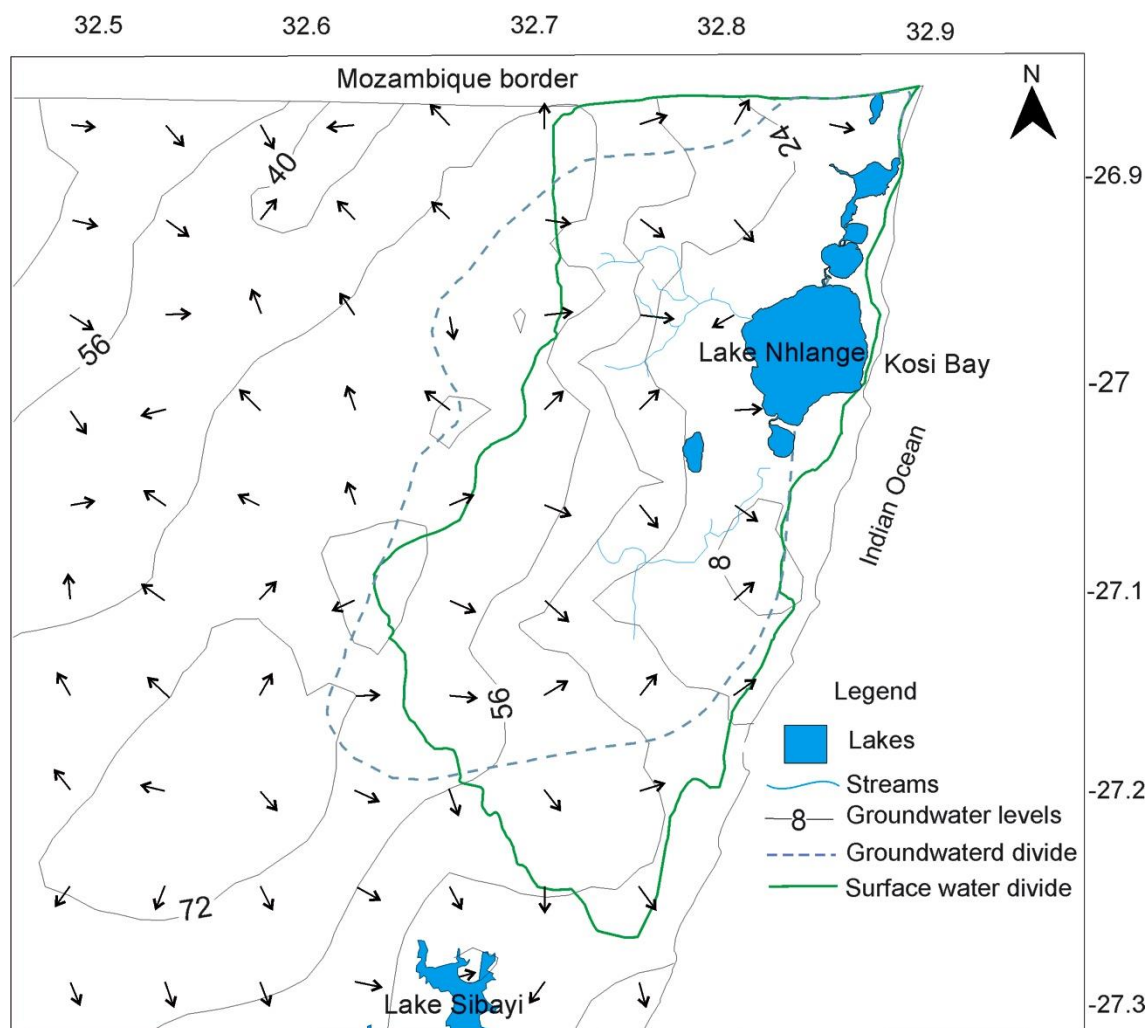 32.5 32.6 32.7 32.8 32.9
Mozambique border
N
24
40
-26.9
56
Lake Nhlange
Kosi Bay
-27
Indian Ocean
8
-27.1
56
Legend
Lakes
Streams
8 Groundwater levels
Groundwaterd divide
Surface water divide
-27.2
72
Lake Sibayi
-27.3